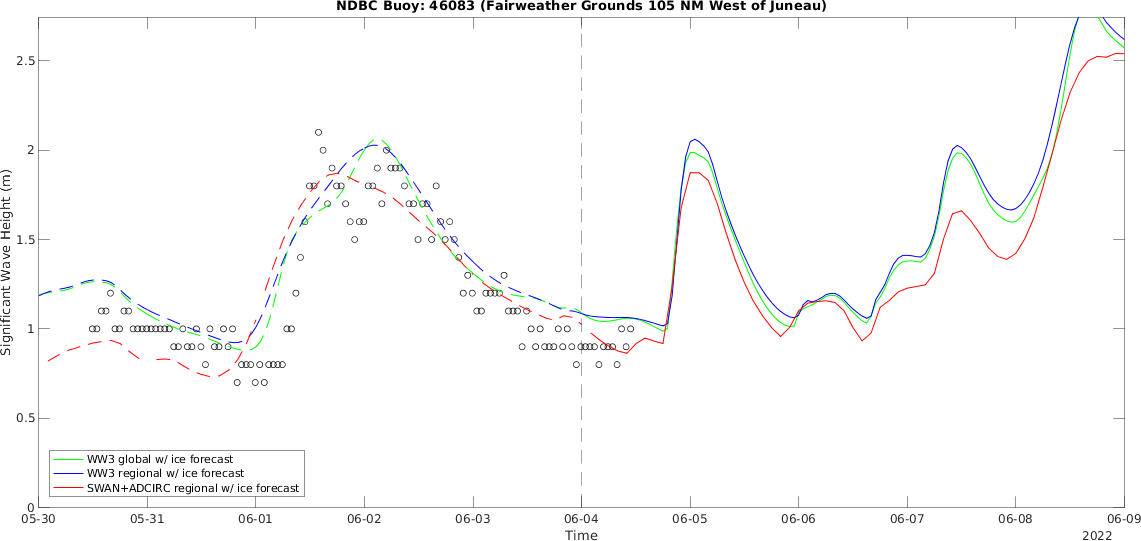 NDBC Buoy: 46083 (Fairweather Grounds 105 NM West of Juneau)
2.5
2
1.5
1
0.5
0
Significant Wave Height (m)
WW3 global w/ ice forecast
WW3 regional w/ ice forecast
SWAN+ADCIRC regional w/ ice forecast
05-30 05-31 06-01 06-02 06-03 06-04 06-05 06-06 06-07 06-08 06-09
Time
2022